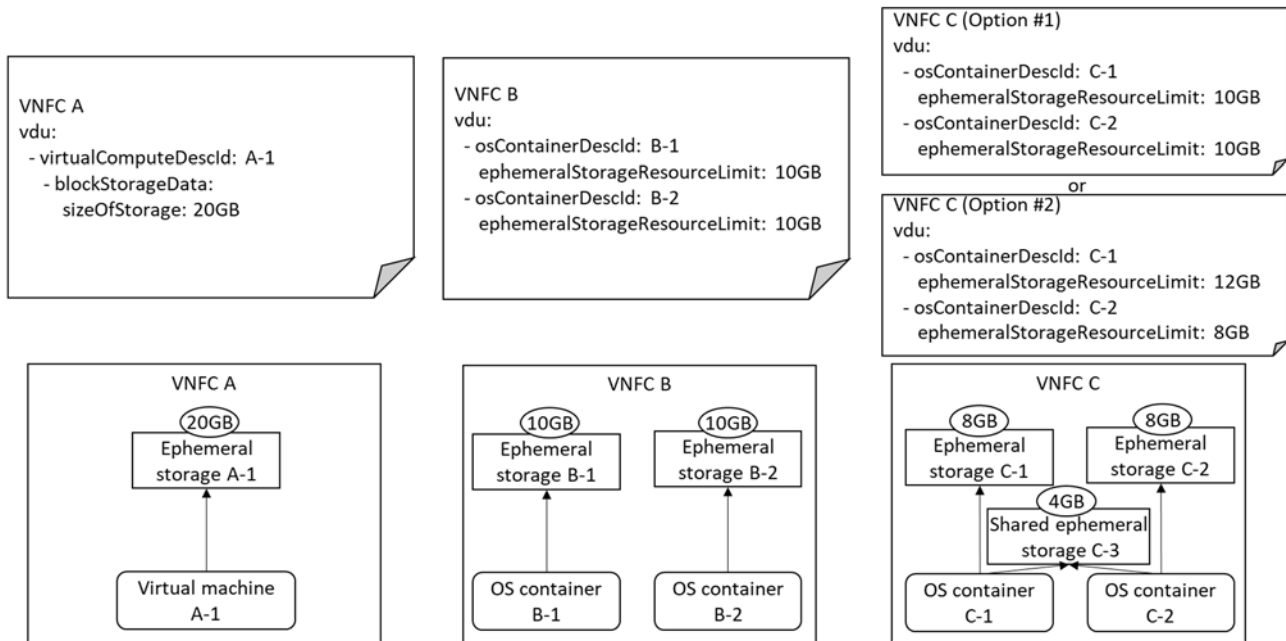 VNFC A
vdu:
- virtualComputeDescId: A-1
- blockStorageData:
sizeOfStorage: 20GB
VNFC B
vdu:
- osContainerDescId: B-1
ephemeralStorageResourceLimit: 10GB
- osContainerDescId: B-2
ephemeralStorageResourceLimit: 10GB
VNFC C (Option #1)
vdu:
- osContainerDescId: C-1
ephemeralStorageResourceLimit: 10GB
- osContainerDescId: C-2
ephemeralStorageResourceLimit: 10GB
or
VNFC C (Option #2)
vdu:
- osContainerDescId: C-1
ephemeralStorageResourceLimit: 12GB
- osContainerDescId: C-2
ephemeralStorageResourceLimit: 8GB
VNFC A
20GB
Ephemeral
storage A-1
Virtual machine
A-1
VNFC B
10GB
Ephemeral
storage B-1
10GB
Ephemeral
storage B-2
OS container
B-1
OS container
B-2
VNFC C
8GB
Ephemeral
storage C-1
8GB
Ephemeral
storage C-2
4GB
Shared ephemeral
storage C-3
OS container
C-1
OS container
C-2